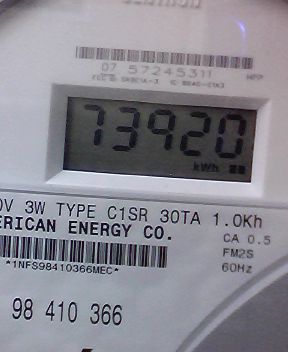 07 57245311
73920
kWh
0V 3W TYPE C1SR 30TA 1.0Kh
ERICAN ENERGY CO.
CA 0.5
FM2S
*1NFS98410366MEC*
60Hz
98 410 366